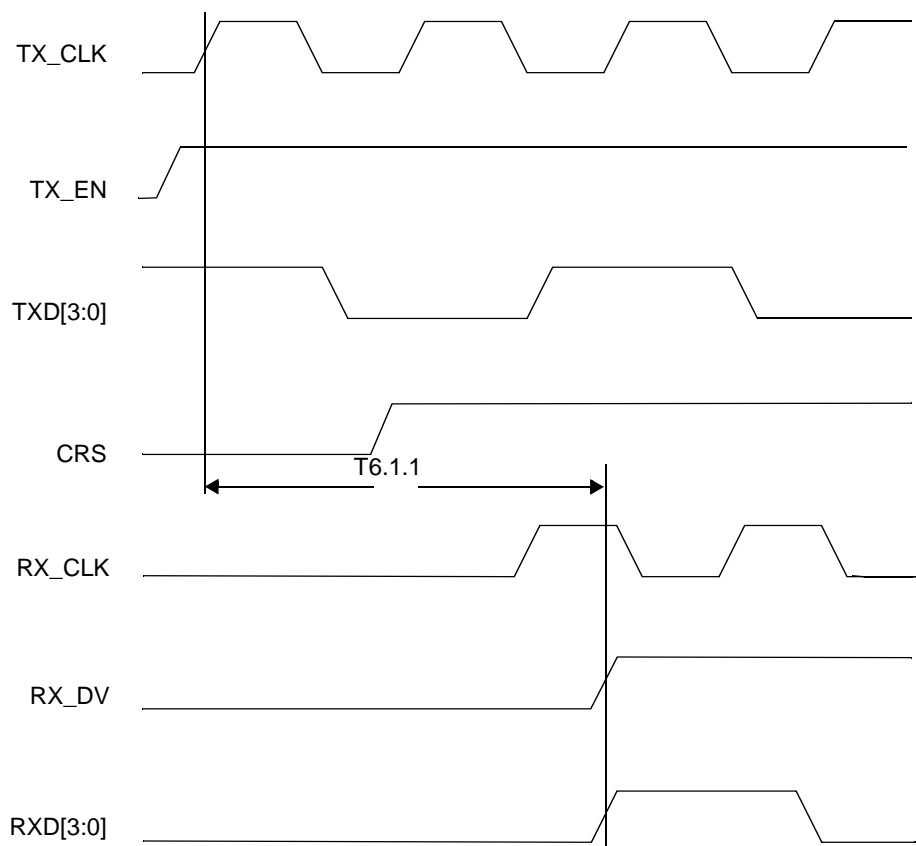 TX_CLK
TX_EN
TXD[3:0]
CRS
T6.1.1
RX_CLK
RX_DV
RXD[3:0]